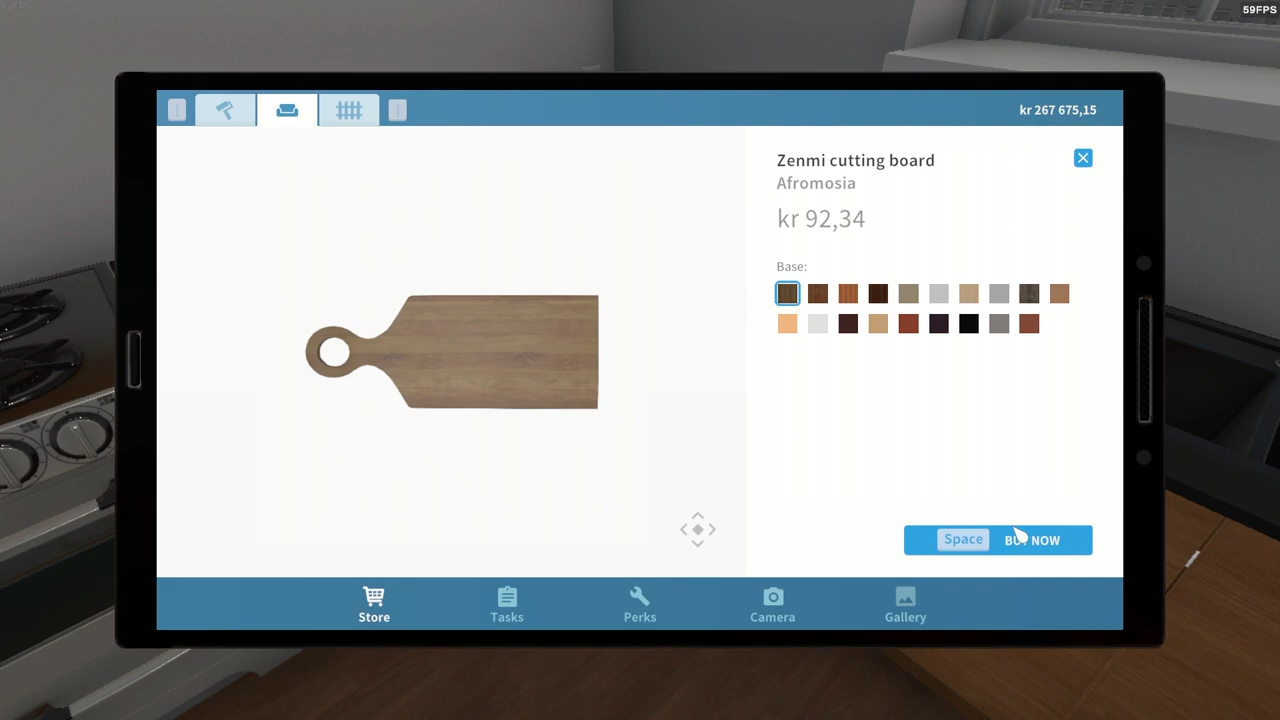 59FPS
kr 267 675,15
Zenmi cutting board
Afromosia
kr 92,34
Base:
Space BUY NOW
Store Tasks Perks Camera Gallery